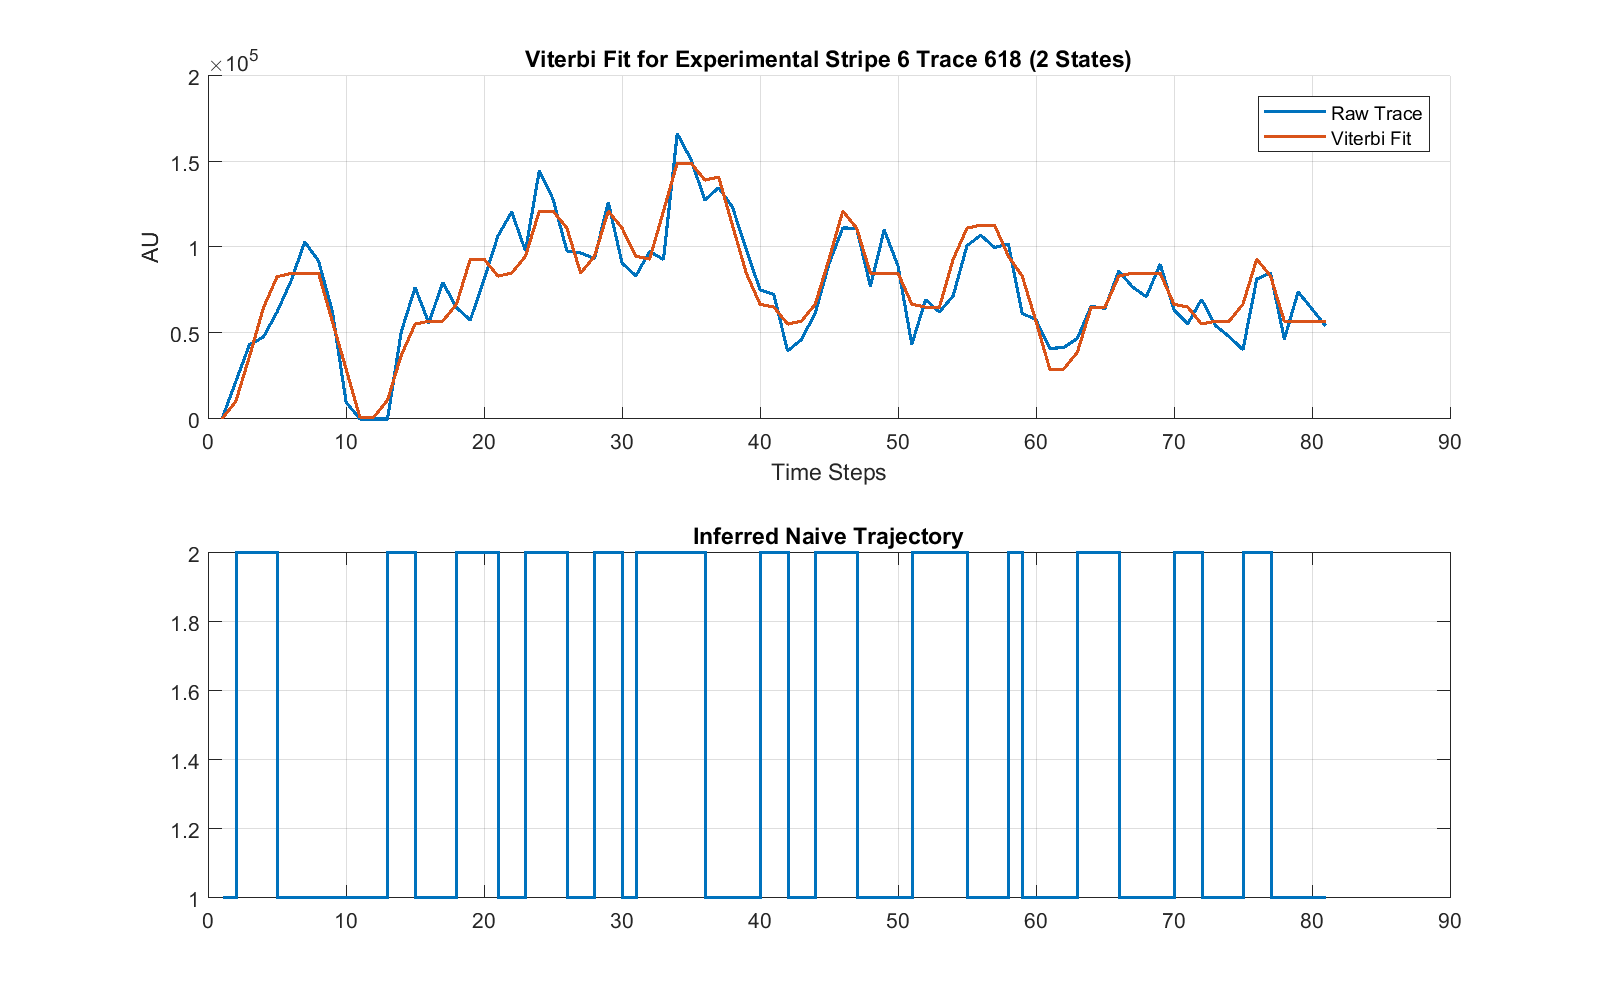 Viterbi Fit for Experimental Stripe 6 Trace 618 (2 States)
×10^5
2
1.5
1
0.5
0
AU
Raw Trace
Viterbi Fit
0 10 20 30 40 50 60 70 80 90
Time Steps
Inferred Naive Trajectory
2
1.8
1.6
1.4
1.2
1
0 10 20 30 40 50 60 70 80 90